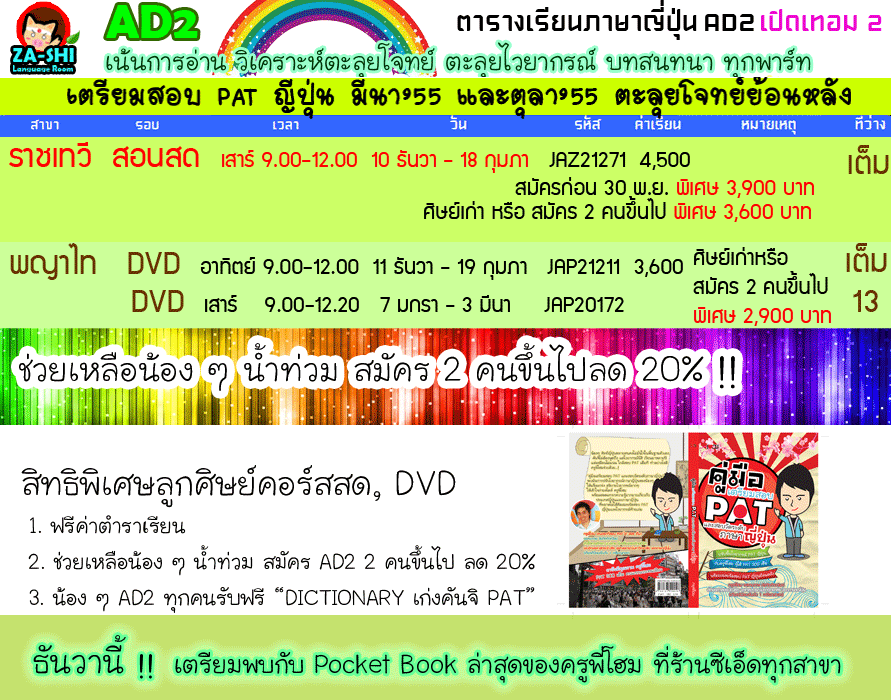 ZA-SHI
Language Room
AD2
ตารางเรียนภาษาญี่ปุ่น AD2 เปิดเทอม 2
เน้นการอ่าน วิเคราะห์ตะลุยโจทย์ ตะลุยไวยากรณ์ บทสนทนา ทุกพาร์ท
เตรียมสอบ PAT ญี่ปุ่น มีนา'55 และตุลา'55 ตะลุยโจทย์ย้อนหลัง
สาขา รอบ เวลา วัน รหัส ค่าเรียน หมายเหตุ ที่ว่าง
ราชเทวี สอนสด เสาร์ 9.00-12.00 10 ธันวา - 18 กุมภา JAZ21271 4,500 เต็ม
สมัครก่อน 30 พ.ย. พิเศษ 3,900 บาท
ศิษย์เก่า หรือ สมัคร 2 คนขึ้นไป พิเศษ 3,600 บาท
พญาไท DVD อาทิตย์ 9.00-12.00 11 ธันวา - 19 กุมภา JAP21211 3,600 ศิษย์เก่าหรือ เต็ม
สมัคร 2 คนขึ้นไป
DVD เสาร์ 9.00-12.20 7 มกรา - 3 มีนา JAP20172 พิเศษ 2,900 บาท 13
ช่วยเหลือน้อง ๆ น้ำท่วม สมัคร 2 คนขึ้นไปลด 20% !!
สิทธิพิเศษลูกศิษย์คอร์สสด, DVD
1. ฟรีค่าตำราเรียน
2. ช่วยเหลือน้อง ๆ น้ำท่วม สมัคร AD2 2 คนขึ้นไป ลด 20%
3. น้อง ๆ AD2 ทุกคนรับฟรี "DICTIONARY เก่งคันจิ PAT"
คู่มือ
เตรียมสอบ
PAT
ภาษาญี่ปุ่น
ธันวานี้ !! เตรียมพบกับ Pocket Book ล่าสุดของครูพี่โฮม ที่ร้านซีเอ็ดทุกสาขา